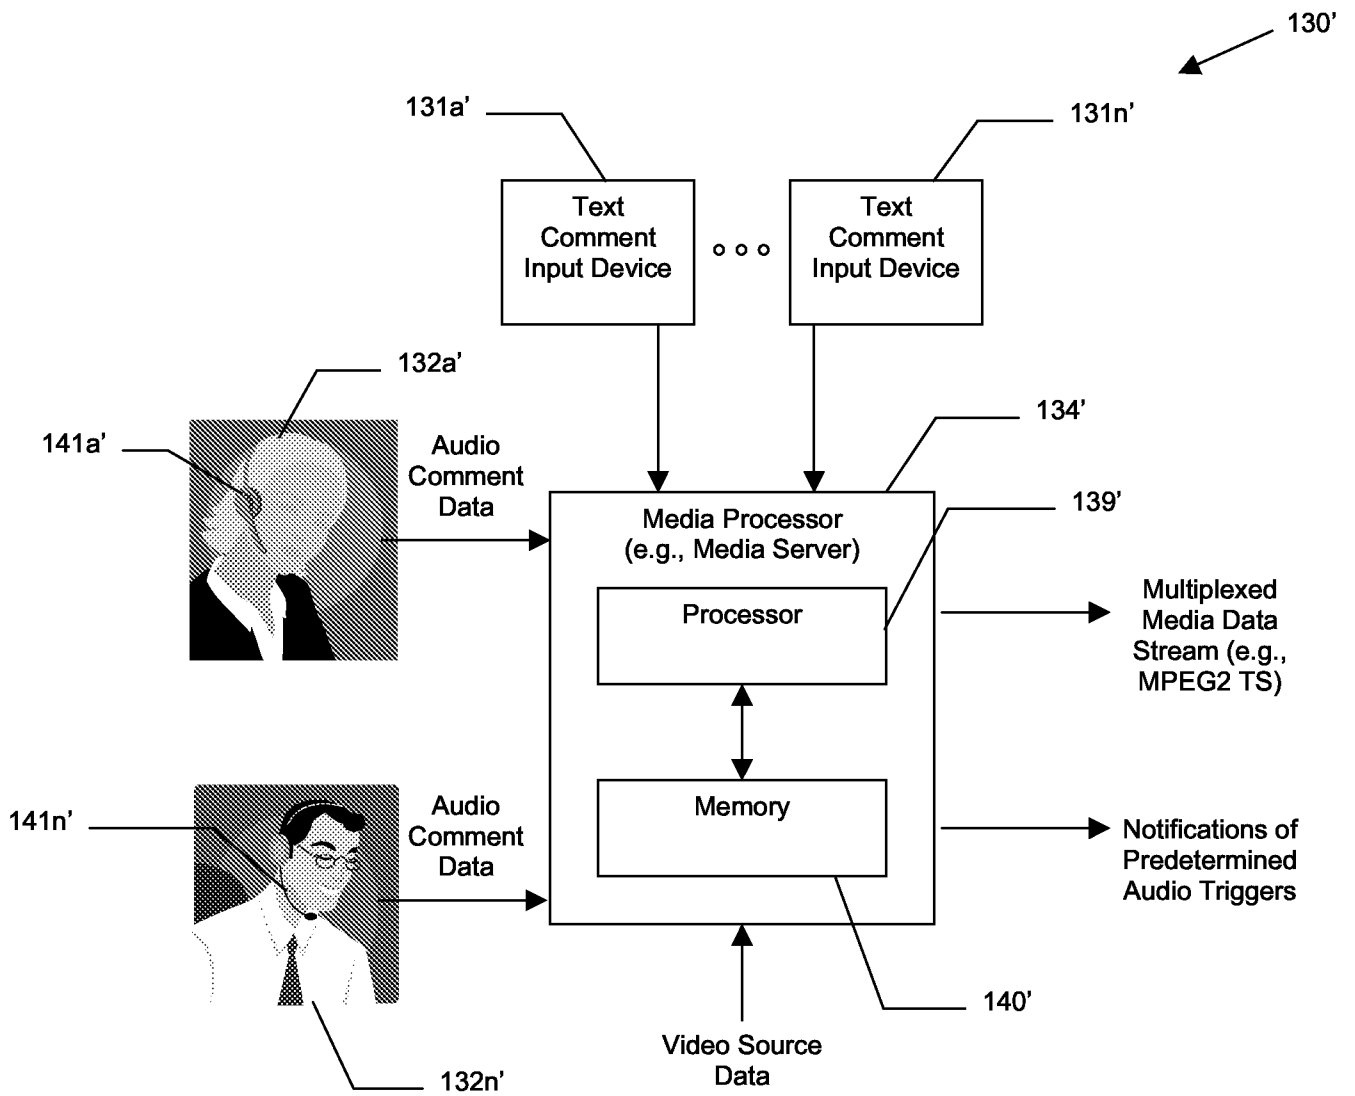 130’
131a’
131n’
Text
Comment
Input Device
Text
Comment
Input Device
132a’
134’
141a’
Audio
Comment
Data
139’
Media Processor
(e.g., Media Server)
Processor
Multiplexed
Media Data
Stream (e.g.,
MPEG2 TS)
Memory
141n’
Audio
Comment
Data
Notifications of
Predetermined
Audio Triggers
140’
Video Source
Data
132n’